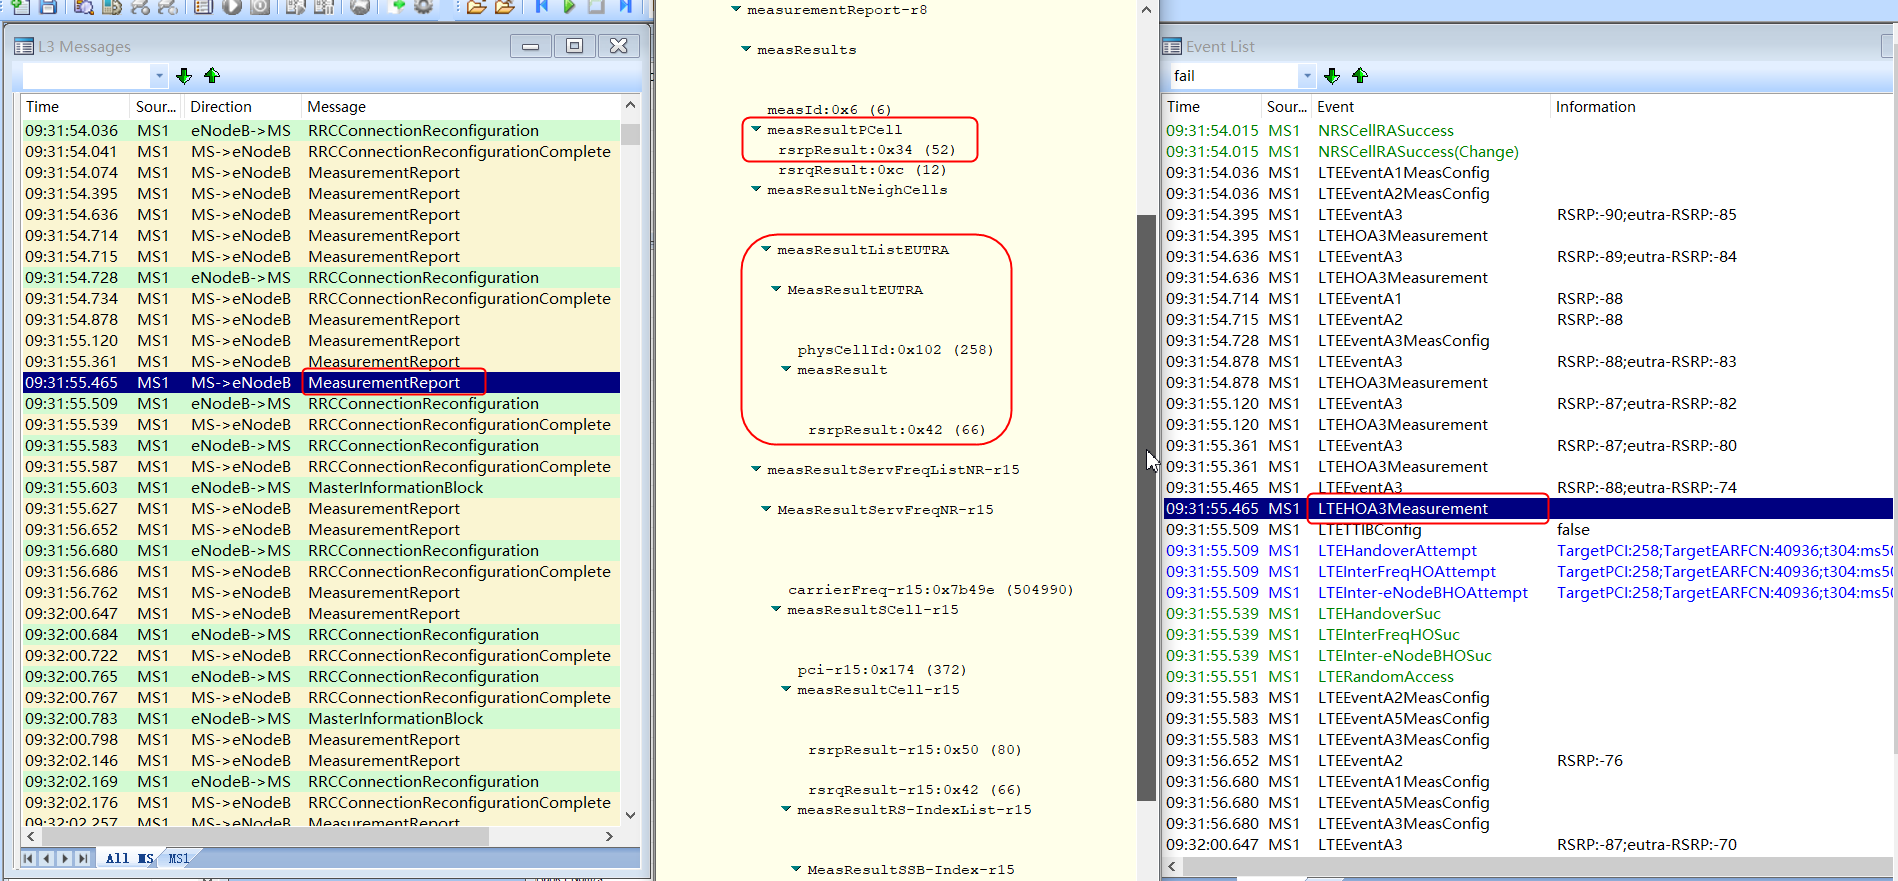 L3 Messages
Time Sour... Direction Message
09:31:54.036 MS1 eNodeB->MS RRCConnectionReconfiguration
09:31:54.041 MS1 MS->eNodeB RRCConnectionReconfigurationComplete
09:31:54.074 MS1 MS->eNodeB MeasurementReport
09:31:54.395 MS1 MS->eNodeB MeasurementReport
09:31:54.636 MS1 MS->eNodeB MeasurementReport
09:31:54.714 MS1 MS->eNodeB MeasurementReport
09:31:54.715 MS1 MS->eNodeB MeasurementReport
09:31:54.728 MS1 eNodeB->MS RRCConnectionReconfiguration
09:31:54.734 MS1 MS->eNodeB RRCConnectionReconfigurationComplete
09:31:54.878 MS1 MS->eNodeB MeasurementReport
09:31:55.120 MS1 MS->eNodeB MeasurementReport
09:31:55.361 MS1 MS->eNodeB MeasurementReport
09:31:55.465 MS1 MS->eNodeB MeasurementReport
09:31:55.509 MS1 eNodeB->MS RRCConnectionReconfiguration
09:31:55.539 MS1 MS->eNodeB RRCConnectionReconfigurationComplete
09:31:55.583 MS1 eNodeB->MS RRCConnectionReconfiguration
09:31:55.587 MS1 MS->eNodeB RRCConnectionReconfigurationComplete
09:31:55.603 MS1 eNodeB->MS MasterInformationBlock
09:31:55.627 MS1 MS->eNodeB MeasurementReport
09:31:56.652 MS1 MS->eNodeB MeasurementReport
09:31:56.680 MS1 eNodeB->MS RRCConnectionReconfiguration
09:31:56.686 MS1 MS->eNodeB RRCConnectionReconfigurationComplete
09:31:56.762 MS1 MS->eNodeB MeasurementReport
09:32:00.647 MS1 MS->eNodeB MeasurementReport
09:32:00.684 MS1 eNodeB->MS RRCConnectionReconfiguration
09:32:00.722 MS1 MS->eNodeB RRCConnectionReconfigurationComplete
09:32:00.765 MS1 eNodeB->MS RRCConnectionReconfiguration
09:32:00.767 MS1 MS->eNodeB RRCConnectionReconfigurationComplete
09:32:00.783 MS1 eNodeB->MS MasterInformationBlock
09:32:00.798 MS1 MS->eNodeB MeasurementReport
09:32:02.146 MS1 MS->eNodeB MeasurementReport
09:32:02.169 MS1 eNodeB->MS RRCConnectionReconfiguration
09:32:02.176 MS1 MS->eNodeB RRCConnectionReconfigurationComplete
09:32:02.257 MS1 MS->eNodeB MeasurementReport
All MS MS1
measurementReport-r8
measResults
measId:0x6 (6)
measResultPCell
rsrpResult:0x34 (52)
rsrqResult:0xc (12)
measResultNeighCells
measResultListEUTRA
MeasResultEUTRA
physCellId:0x102 (258)
measResult
rsrpResult:0x42 (66)
measResultServFreqListNR-r15
MeasResultServFreqNR-r15
carrierFreq-r15:0x7b49e (504990)
measResultSCell-r15
pci-r15:0x174 (372)
measResultCell-r15
rsrpResult-r15:0x50 (80)
rsrqResult-r15:0x42 (66)
measResultRS-IndexList-r15
MeasResultSSB-Index-r15
Event List
fail
Time Sour... Event Information
09:31:54.015 MS1 NRSCellRASuccess
09:31:54.015 MS1 NRSCellRASuccess(Change)
09:31:54.036 MS1 LTEEventA1MeasConfig
09:31:54.036 MS1 LTEEventA2MeasConfig
09:31:54.395 MS1 LTEEventA3 RSRP:-90;eutra-RSRP:-85
09:31:54.395 MS1 LTEHOA3Measurement
09:31:54.636 MS1 LTEEventA3 RSRP:-89;eutra-RSRP:-84
09:31:54.636 MS1 LTEHOA3Measurement
09:31:54.714 MS1 LTEEventA1 RSRP:-88
09:31:54.715 MS1 LTEEventA2 RSRP:-88
09:31:54.728 MS1 LTEEventA3MeasConfig
09:31:54.878 MS1 LTEEventA3 RSRP:-88;eutra-RSRP:-83
09:31:54.878 MS1 LTEHOA3Measurement
09:31:55.120 MS1 LTEEventA3 RSRP:-87;eutra-RSRP:-82
09:31:55.120 MS1 LTEHOA3Measurement
09:31:55.361 MS1 LTEEventA3 RSRP:-87;eutra-RSRP:-80
09:31:55.361 MS1 LTEHOA3Measurement
09:31:55.465 MS1 LTEEventA3 RSRP:-88;eutra-RSRP:-74
09:31:55.465 MS1 LTEHOA3Measurement
09:31:55.509 MS1 LTETTIBConfig false
09:31:55.509 MS1 LTEHandoverAttempt TargetPCI:258;TargetEARFCN:40936;t304:ms50
09:31:55.509 MS1 LTEInterFreqHOAttempt TargetPCI:258;TargetEARFCN:40936;t304:ms50
09:31:55.509 MS1 LTEInter-eNodeBHOAttempt TargetPCI:258;TargetEARFCN:40936;t304:ms50
09:31:55.539 MS1 LTEHandoverSuc
09:31:55.539 MS1 LTEInterFreqHOSuc
09:31:55.539 MS1 LTEInter-eNodeBHOSuc
09:31:55.551 MS1 LTERandomAccess
09:31:55.583 MS1 LTEEventA2MeasConfig
09:31:55.583 MS1 LTEEventA5MeasConfig
09:31:55.583 MS1 LTEEventA3MeasConfig
09:31:56.652 MS1 LTEEventA2 RSRP:-76
09:31:56.680 MS1 LTEEventA1MeasConfig
09:31:56.680 MS1 LTEEventA5MeasConfig
09:31:56.680 MS1 LTEEventA3MeasConfig
09:32:00.647 MS1 LTEEventA3 RSRP:-87;eutra-RSRP:-70